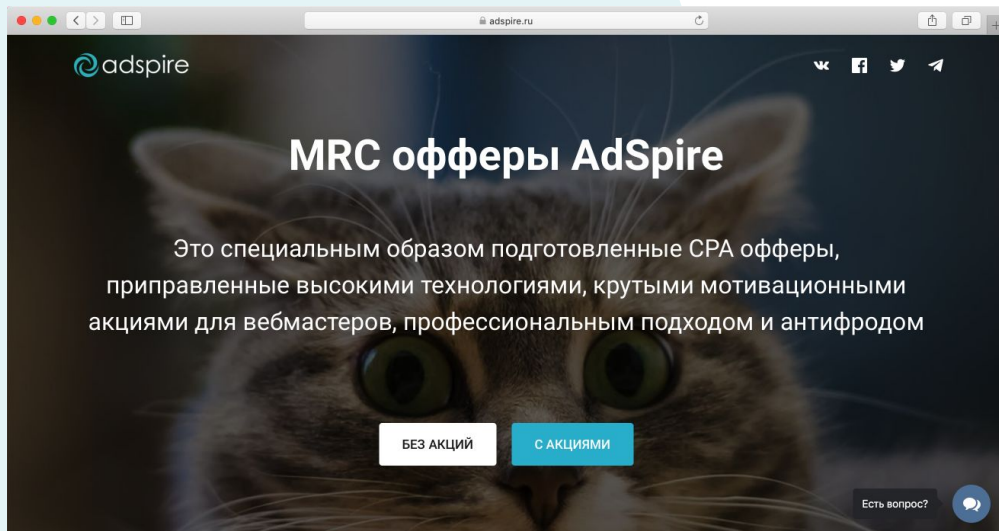 adspire.ru
adspire
MRC офферы AdSpire
Это специальным образом подготовленные CPA офферы,
приправленные высокими технологиями, крутыми мотивационными
акциями для вебмастеров, профессиональным подходом и антифродом
БЕЗ АКЦИЙ
С АКЦИЯМИ
Есть вопрос?